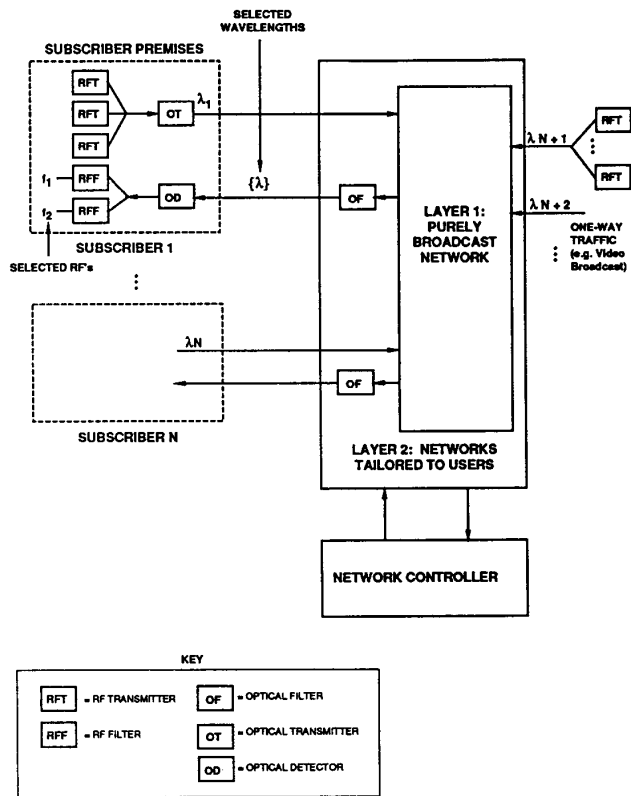 SELECTED
WAVELENGTHS
SUBSCRIBER PREMISES
RFT
RFT
RFT
OT
λ1
f1
RFF
f2
RFF
OD
{λ}
OF
SUBSCRIBER 1
SELECTED RF's
LAYER 1:
PURELY
BROADCAST
NETWORK
λ N + 1
RFT
RFT
λ N + 2
ONE-WAY
TRAFFIC
(e.g. Video
Broadcast)
λN
OF
SUBSCRIBER N
LAYER 2: NETWORKS
TAILORED TO USERS
NETWORK CONTROLLER
KEY
RFT = RF TRANSMITTER
RFF = RF FILTER
OF = OPTICAL FILTER
OT = OPTICAL TRANSMITTER
OD = OPTICAL DETECTOR